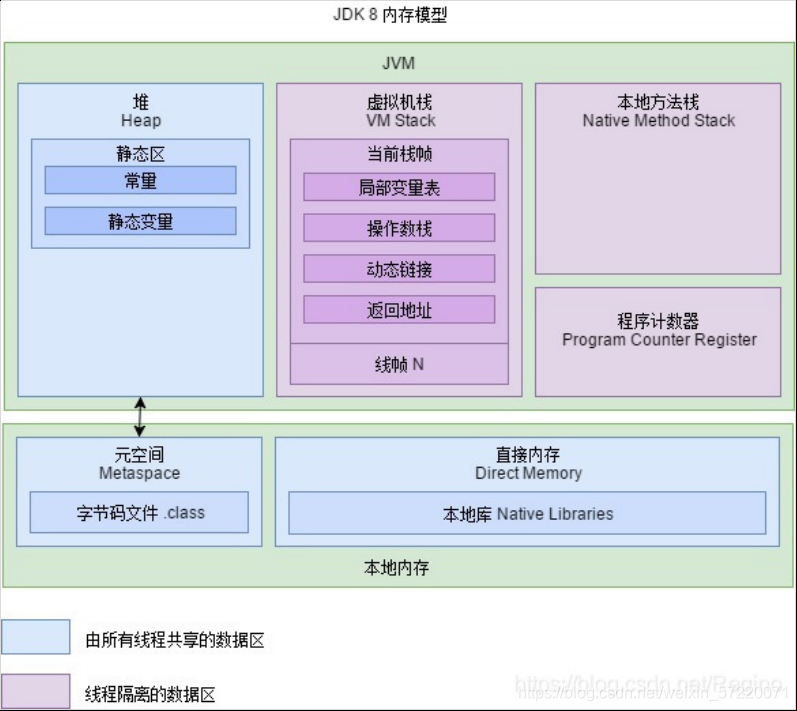 JDK 8 内存模型
JVM
堆
Heap
静态区
常量
静态变量
虚拟机栈
VM Stack
当前栈帧
局部变量表
操作数栈
动态链接
返回地址
线帧 N
本地方法栈
Native Method Stack
程序计数器
Program Counter Register
元空间
Metaspace
字节码文件 .class
直接内存
Direct Memory
本地库 Native Libraries
本地内存
由所有线程共享的数据区
线程隔离的数据区
https://blog.csdn.net/Regino
https://blog.csdn.net/weixin_57220071